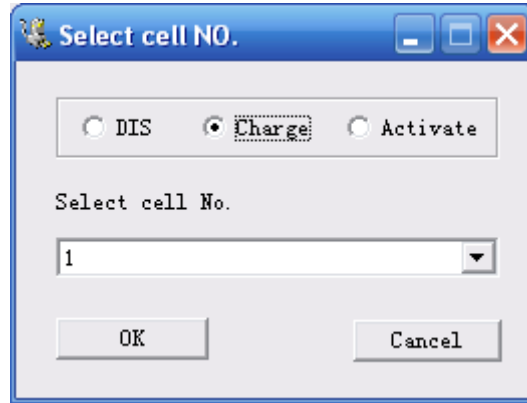 Select cell NO.
DIS Charge Activate
Select cell No.
1
OK Cancel